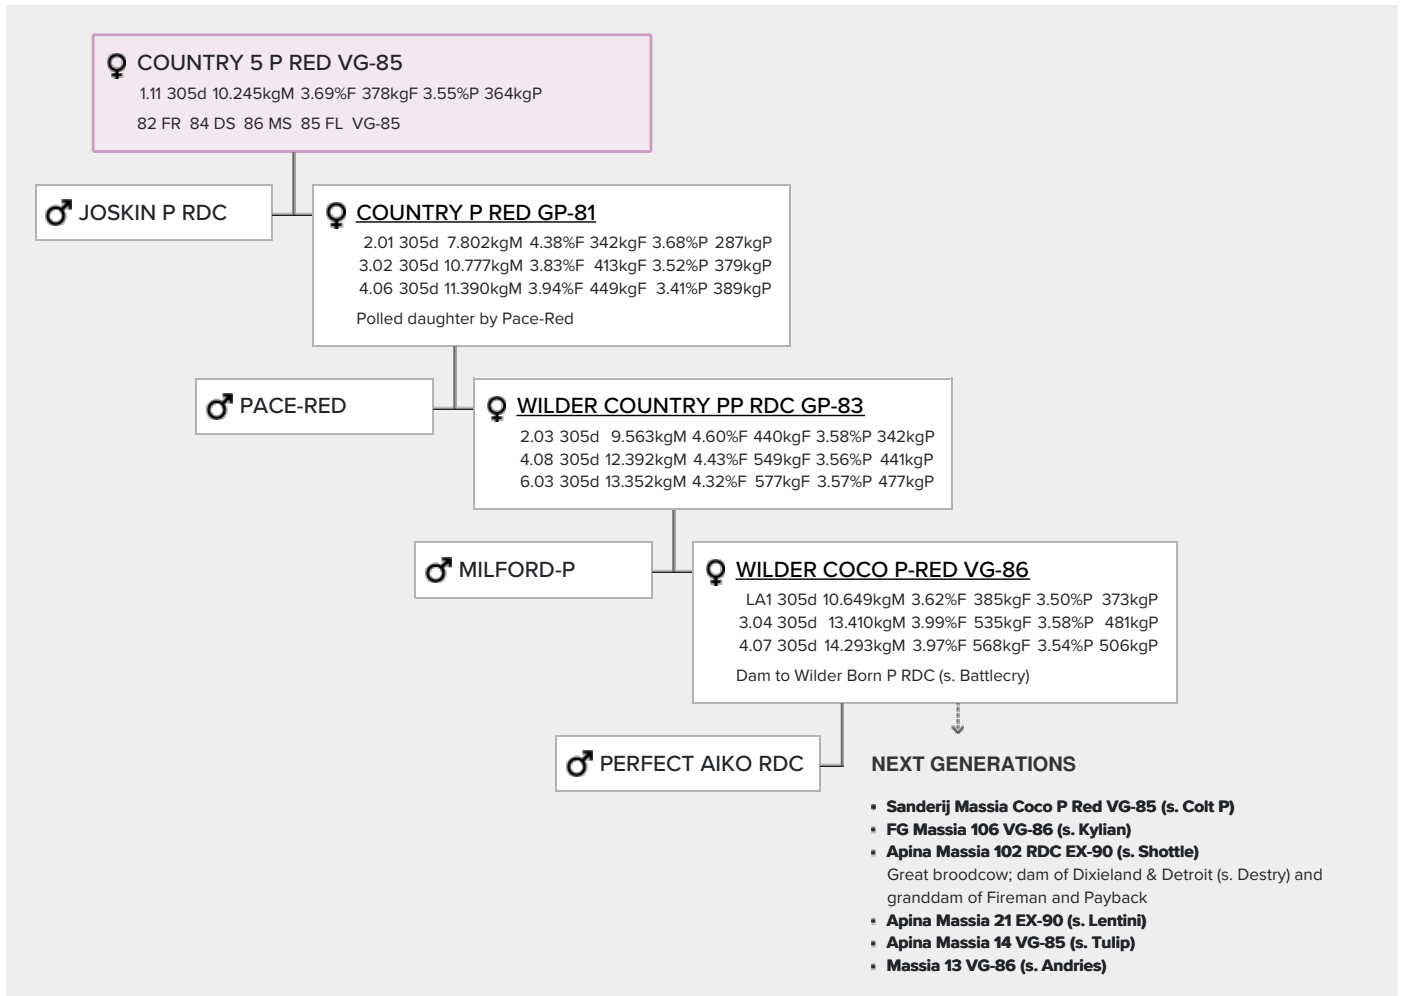 COUNTRY 5 P RED VG-85
1.11 305d 10.245kgM 3.69%F 378kgF 3.55%P 364kgP
82 FR 84 DS 86 MS 85 FL VG-85
JOSKIN P RDC
COUNTRY P RED GP-81
2.01 305d 7.802kgM 4.38%F 342kgF 3.68%P 287kgP
3.02 305d 10.777kgM 3.83%F 413kgF 3.52%P 379kgP
4.06 305d 11.390kgM 3.94%F 449kgF 3.41%P 389kgP
Polled daughter by Pace-Red
PACE-RED
WILDER COUNTRY PP RDC GP-83
2.03 305d 9.563kgM 4.60%F 440kgF 3.58%P 342kgP
4.08 305d 12.392kgM 4.43%F 549kgF 3.56%P 441kgP
6.03 305d 13.352kgM 4.32%F 577kgF 3.57%P 477kgP
MILFORD-P
WILDER COCO P-RED VG-86
LA1 305d 10.649kgM 3.62%F 385kgF 3.50%P 373kgP
3.04 305d 13.410kgM 3.99%F 535kgF 3.58%P 481kgP
4.07 305d 14.293kgM 3.97%F 568kgF 3.54%P 506kgP
Dam to Wilder Born P RDC (s. Battlecry)
PERFECT AIKO RDC
NEXT GENERATIONS
▪ Sanderij Massia Coco P Red VG-85 (s. Colt P)
▪ FG Massia 106 VG-86 (s. Kylian)
▪ Apina Massia 102 RDC EX-90 (s. Shottle)
Great broodcow; dam of Dixieland & Detroit (s. Destry) and
granddam of Fireman and Payback
▪ Apina Massia 21 EX-90 (s. Lentini)
▪ Apina Massia 14 VG-85 (s. Tulip)
▪ Massia 13 VG-86 (s. Andries)